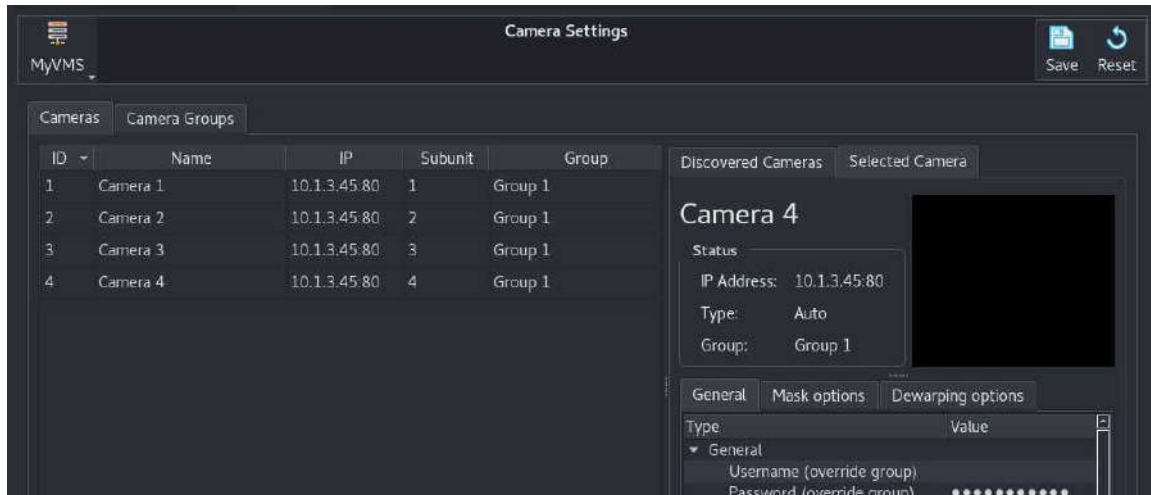 Camera Settings
MyVMS
Save Reset
Cameras Camera Groups
ID Name IP Subunit Group
1 Camera 1 10.1.3.45:80 1 Group 1
2 Camera 2 10.1.3.45:80 2 Group 1
3 Camera 3 10.1.3.45:80 3 Group 1
4 Camera 4 10.1.3.45:80 4 Group 1
Discovered Cameras Selected Camera
Camera 4
Status
IP Address: 10.1.3.45:80
Type: Auto
Group: Group 1
General Mask options Dewarping options
Type Value
General
Username (override group)
Password (override group) ●●●●●●●●●●●